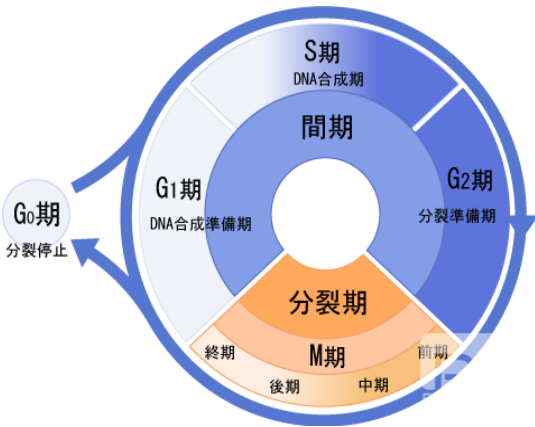 S期
DNA合成期
間期
G1期
DNA合成準備期
G2期
分裂準備期
G0期
分裂停止
分裂期
M期
終期
後期
中期
前期